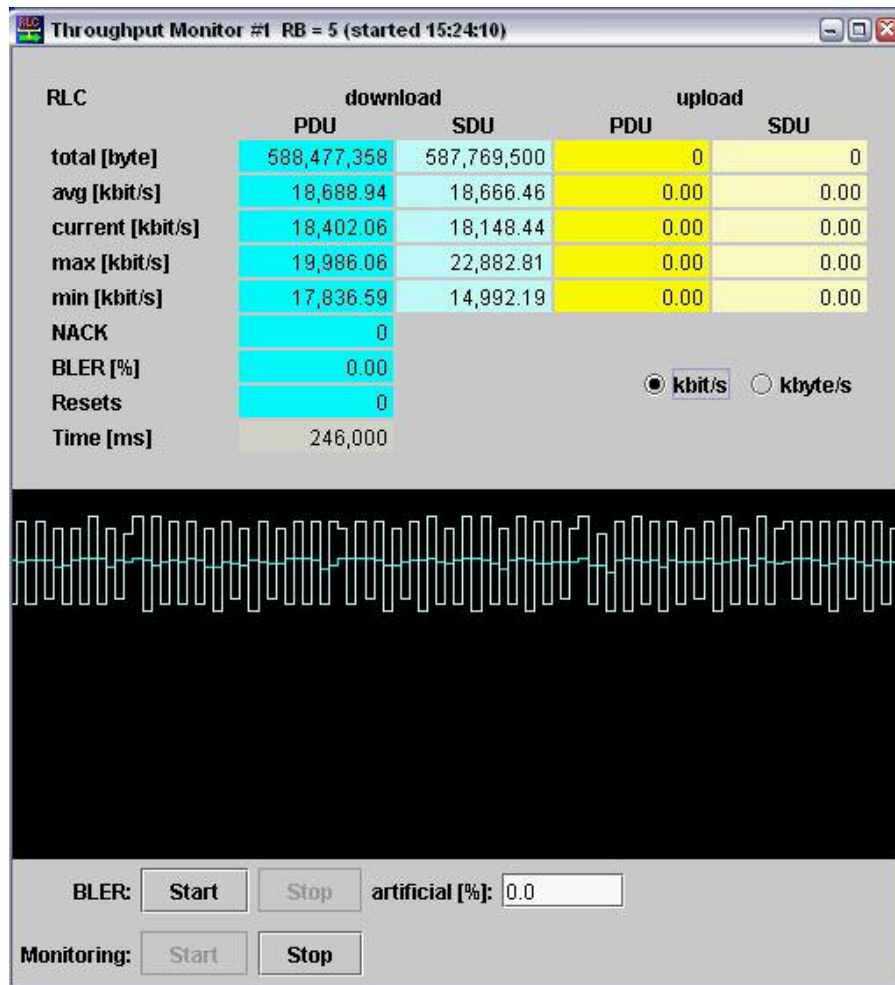 RLC Throughput Monitor #1 RB = 5 (started 15:24:10)
RLC download upload
PDU SDU PDU SDU
total [byte] 588,477,358 587,769,500 0 0
avg [kbit/s] 18,688.94 18,666.46 0.00 0.00
current [kbit/s] 18,402.06 18,148.44 0.00 0.00
max [kbit/s] 19,986.06 22,882.81 0.00 0.00
min [kbit/s] 17,836.59 14,992.19 0.00 0.00
NACK 0
BLER [%] 0.00
kbit/s kbyte/s
Resets 0
Time [ms] 246,000
BLER: Start Stop artificial [%]: 0.0
Monitoring: Start Stop